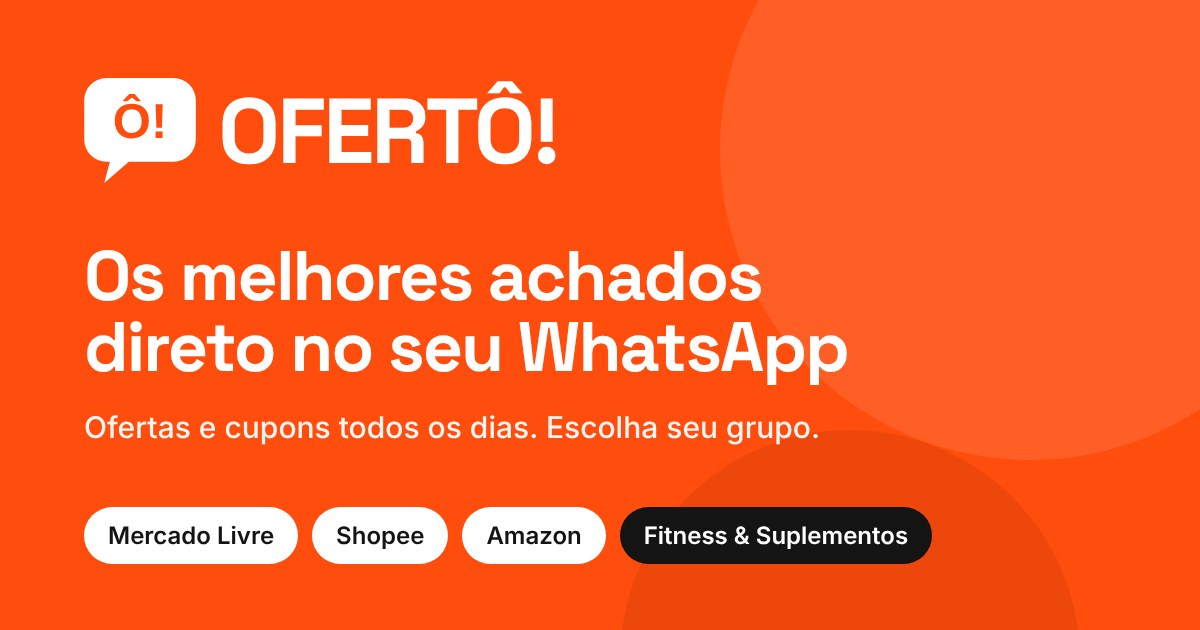 Ô!
OFERTÔ!
Os melhores achados
direto no seu WhatsApp
Ofertas e cupons todos os dias. Escolha seu grupo.
Mercado Livre
Shopee
Amazon
Fitness & Suplementos